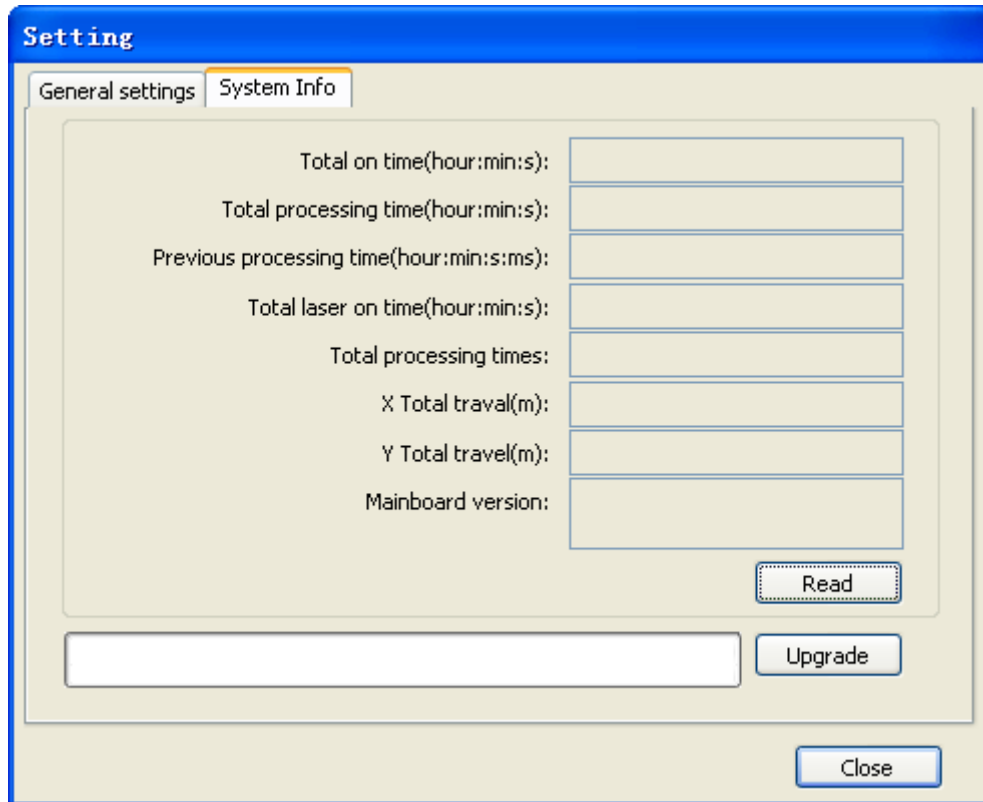 Setting
General settings System Info
Total on time(hour:min:s):
Total processing time(hour:min:s):
Previous processing time(hour:min:s:ms):
Total laser on time(hour:min:s):
Total processing times:
X Total traval(m):
Y Total travel(m):
Mainboard version:
Read
Upgrade
Close